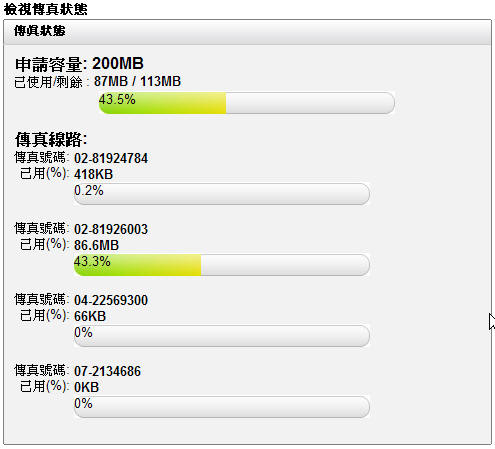 檢視傳真狀態
傳真狀態
申請容量: 200MB
已使用/剩餘 : 87MB / 113MB
43.5%
傳真線路:
傳真號碼: 02-81924784
已用(%): 418KB
0.2%
傳真號碼: 02-81926003
已用(%): 86.6MB
43.3%
傳真號碼: 04-22569300
已用(%): 66KB
0%
傳真號碼: 07-2134686
已用(%): 0KB
0%